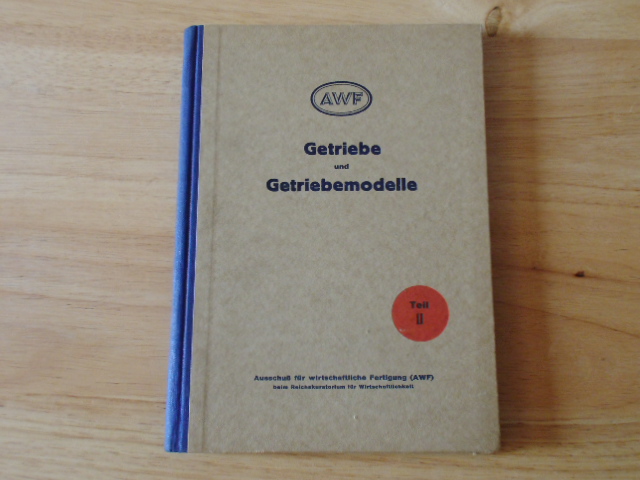 AWF
Getriebe
und
Getriebemodelle
Teil
II
Ausschuß für wirtschaftliche Fertigung (AWF)
beim Reichskuratorium für Wirtschaftlichkeit